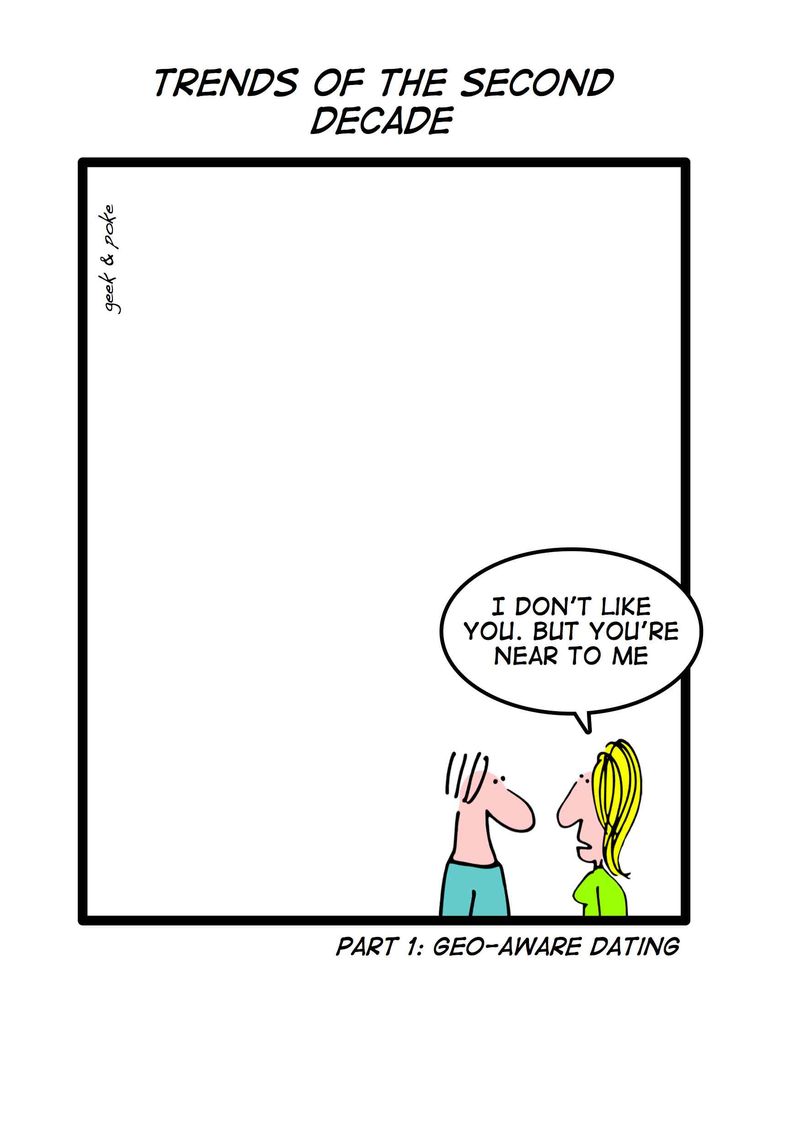 TRENDS OF THE SECOND
DECADE
geek & poke
I DON'T LIKE
YOU. BUT YOU'RE
NEAR TO ME
PART 1: GEO-AWARE DATING